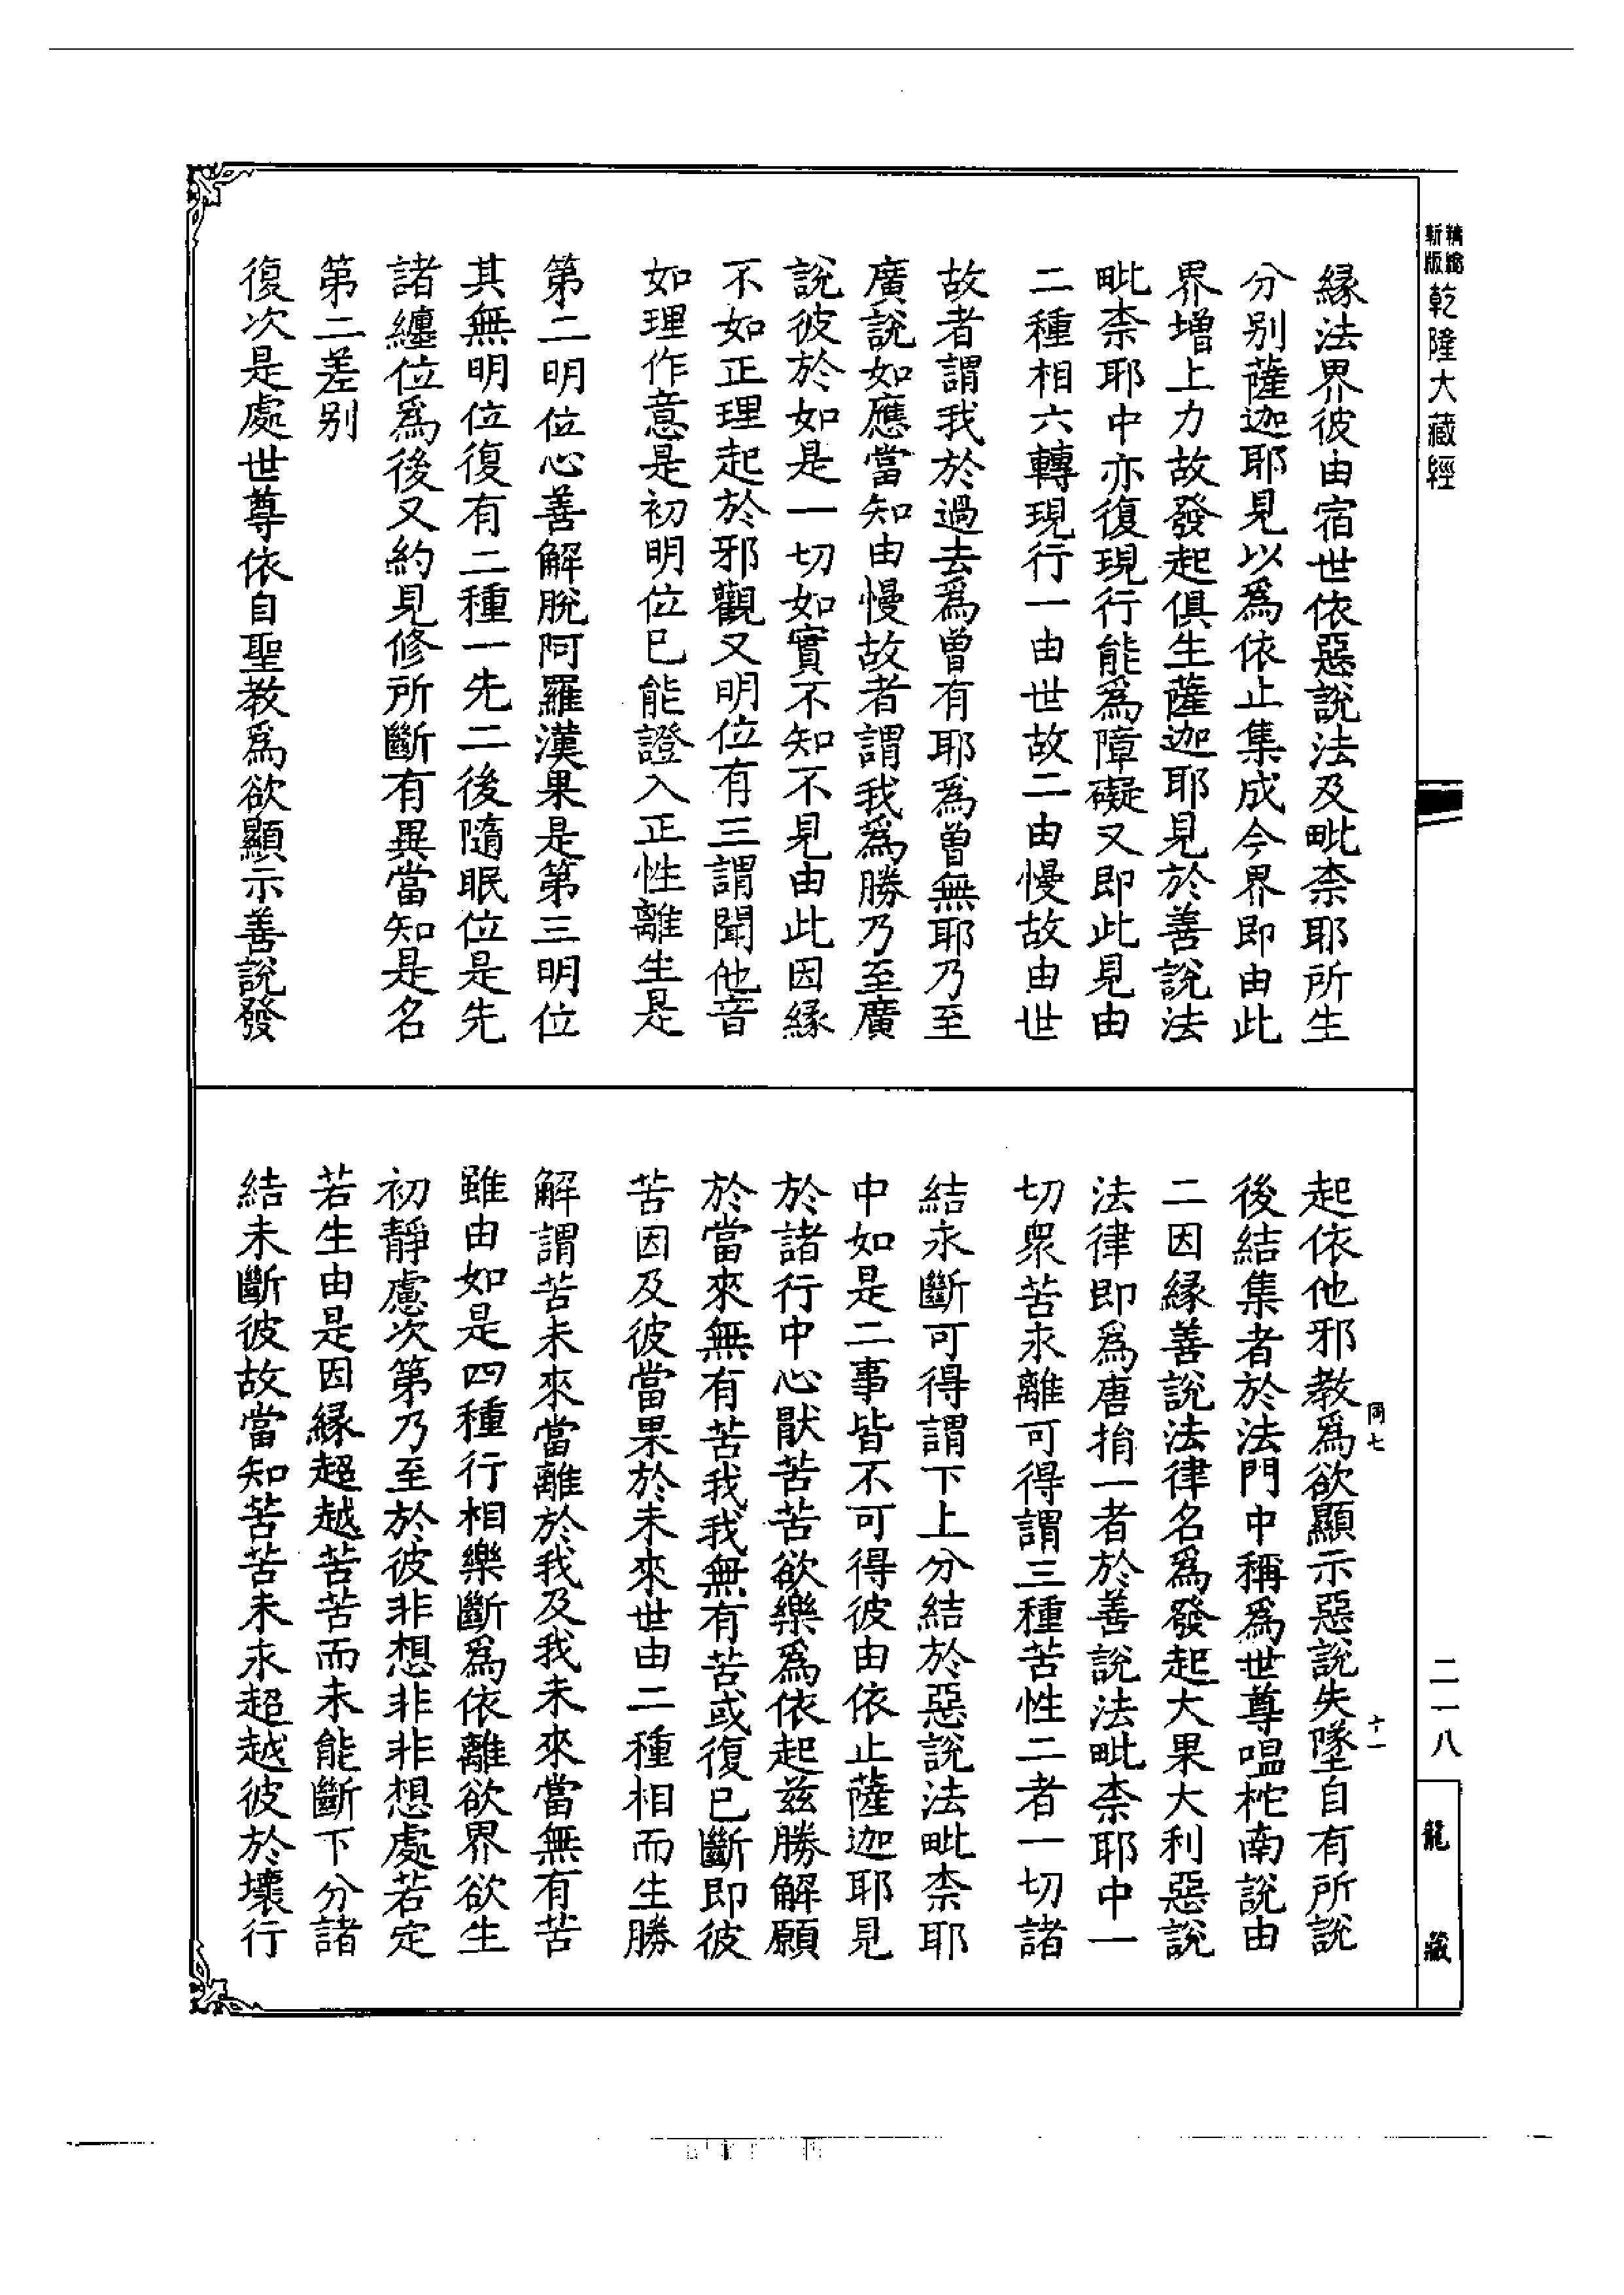 精縮新版乾隆大藏經
緣法界彼由宿世依惡說法及毗柰耶所生
分別薩迦耶見以爲依止集成今界即由此
界增上力故發起俱生薩迦耶見於善說法
毗柰耶中亦復現行能爲障礙又即此見由
二種相六轉現行一由世故二由慢故由世
故者謂我於過去爲曾有耶爲曾無耶乃至
廣說如應當知由慢故者謂我爲勝乃至廣
說彼於如是一切如實不知不見由此因緣
不如正理起於邪觀又明位有三謂聞他音
如理作意是初明位已能證入正性離生是
第二明位心善解脫阿羅漢果是第三明位
其無明位復有二種一先二後隨眠位是先
諸纏位爲後又約見修所斷有異當知是名
第二差別
復次是處世尊依自聖教爲欲顯示善說發
起依他邪教爲欲顯示惡說失墜自有所說
後結集者於法門中稱爲世尊嗢柁南說由
二因緣善說法律名爲發起大果大利惡說
法律即爲唐捐一者於善說法毗柰耶中一
切衆苦永離可得謂三種苦性二者一切諸
結永斷可得謂下上分結於惡說法毗柰耶
中如是二事皆不可得彼由依止薩迦耶見
於諸行中心厭苦苦欲樂爲依起茲勝解願
於當來無有苦我我無有苦或復已斷即彼
苦因及彼當果於未來世由二種相而生勝
解謂苦未來當離於我及我未來當無有苦
雖由如是四種行相樂斷爲依離欲界欲生
初靜慮次第乃至於彼非想非非想處若定
若生由是因緣超越苦苦而未能斷下分諸
結未斷彼故當知苦苦未永超越彼於壞行
同七
十一
二一八
龍藏